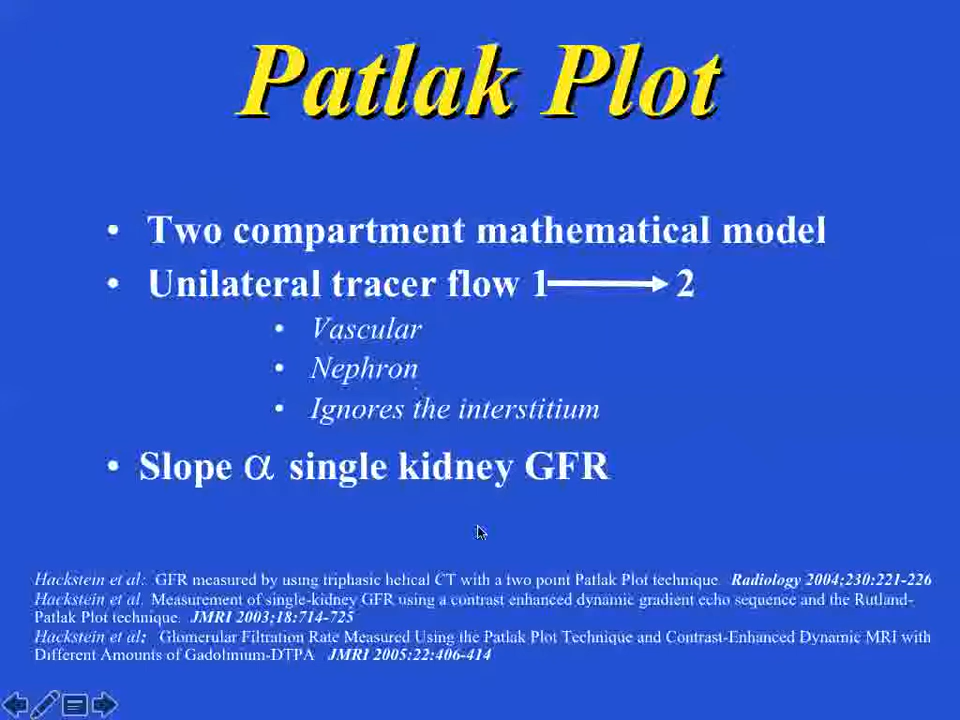 Patlak Plot
• Two compartment mathematical model
• Unilateral tracer flow 1 → 2
• Vascular
• Nephron
• Ignores the interstitium
• Slope α single kidney GFR
Hackstein et al: GFR measured by using triphasic helical CT with a two point Patlak Plot technique. Radiology 2004;230:221-226
Hackstein et al. Measurement of single-kidney GFR using a contrast enhanced dynamic gradient echo sequence and the Rutland-
Patlak Plot technique. JMRI 2003;18:714-725
Hackstein et al: Glomerular Filtration Rate Measured Using the Patlak Plot Technique and Contrast-Enhanced Dynamic MRI with
Different Amounts of Gadolinium-DTPA JMRI 2005;22:406-414